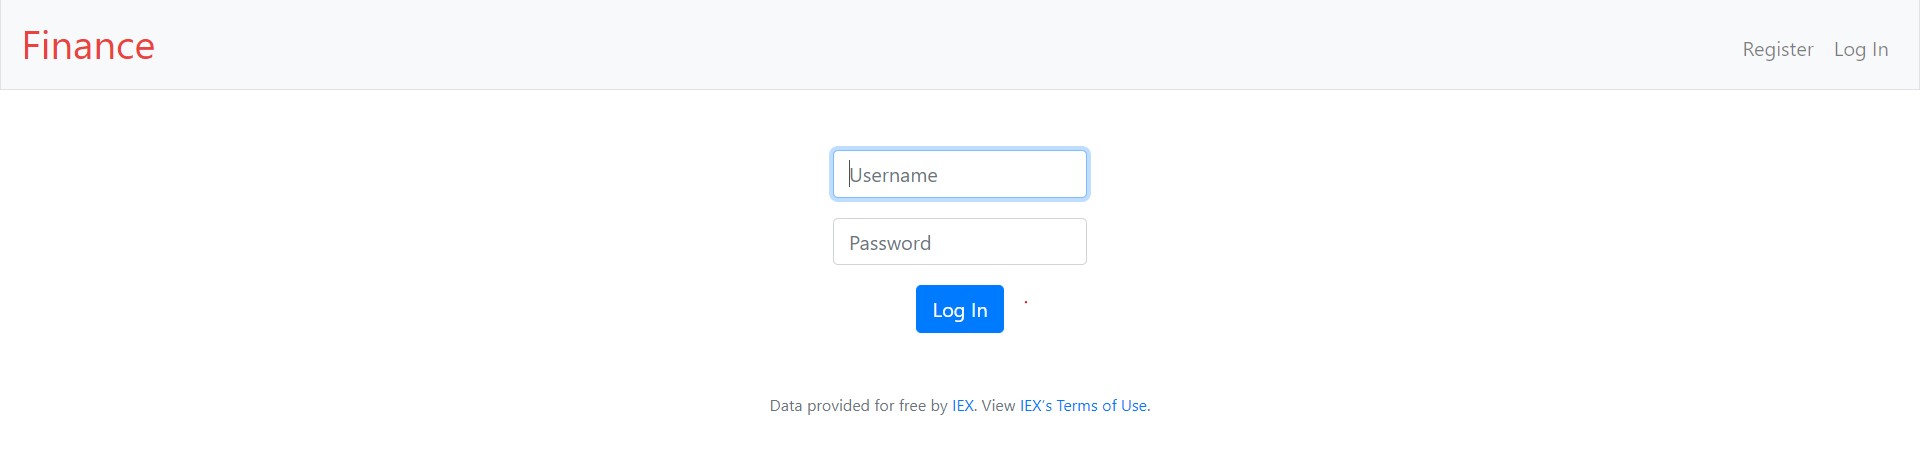 Finance
Register Log In
Username
Password
Log In
Data provided for free by IEX. View IEX's Terms of Use.